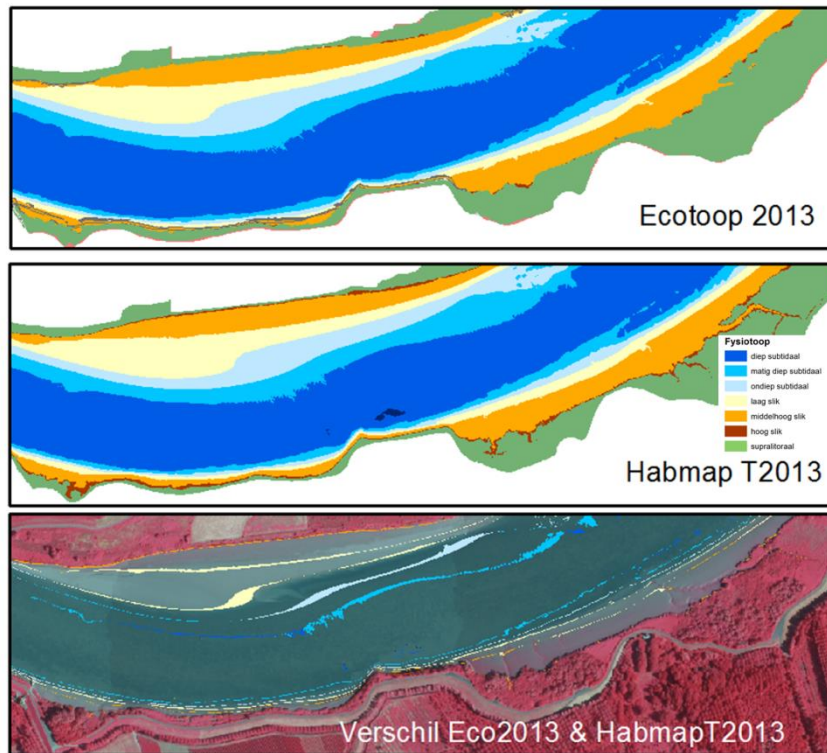 Ecotoop 2013
Fysiotoop
diep subtidaal
matig diep subtidaal
ondiep subtidaal
laag slik
middelhoog slik
hoog slik
supralitoraal
Habmap T2013
Verschil Eco2013 & HabmapT2013